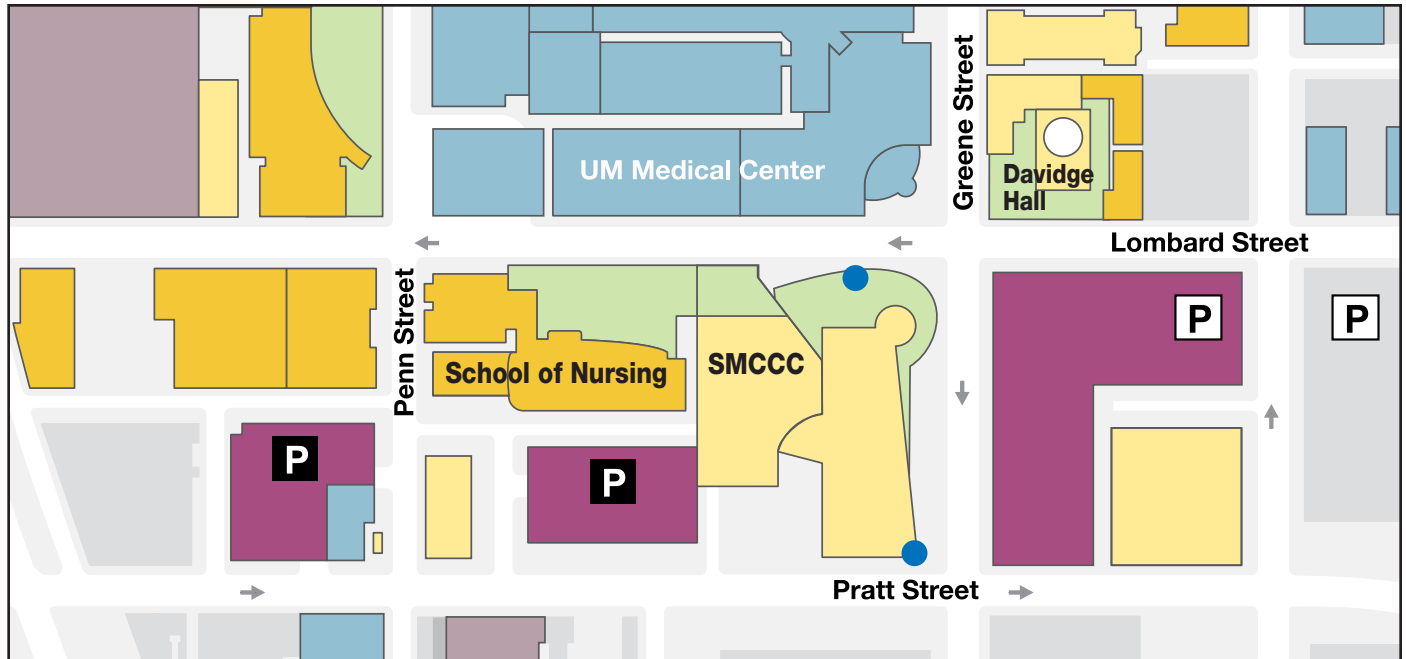 Greene Street
UM Medical Center
Davidge
Hall
Lombard Street
Penn Street
P
P
School of Nursing
SMCCC
P
P
Pratt Street